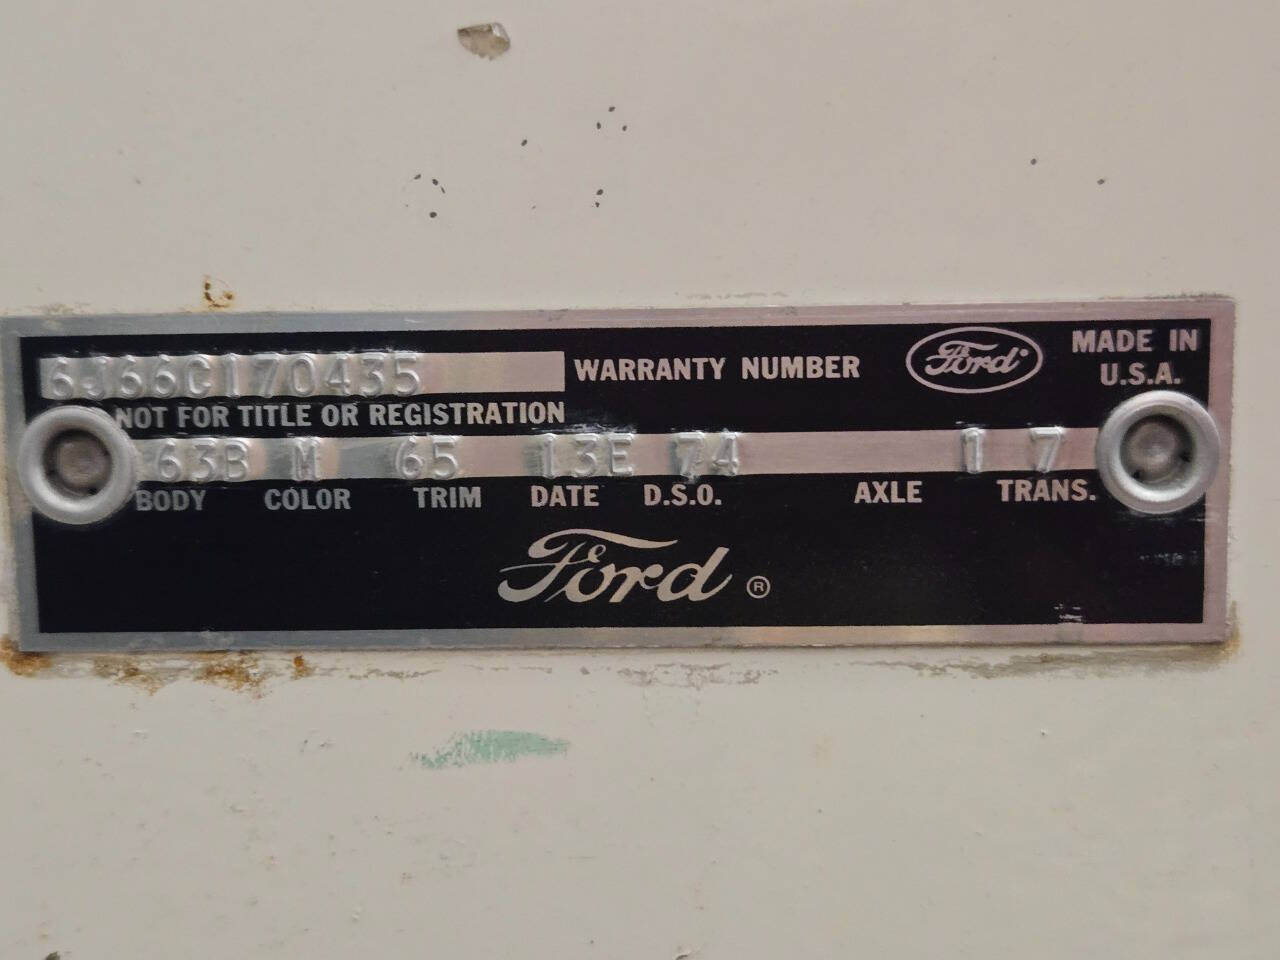 6J66C170435 WARRANTY NUMBER Ford MADE IN
U.S.A.
NOT FOR TITLE OR REGISTRATION
63B M 65 13E 74 1 7
BODY COLOR TRIM DATE D.S.O. AXLE TRANS.
Ford ®